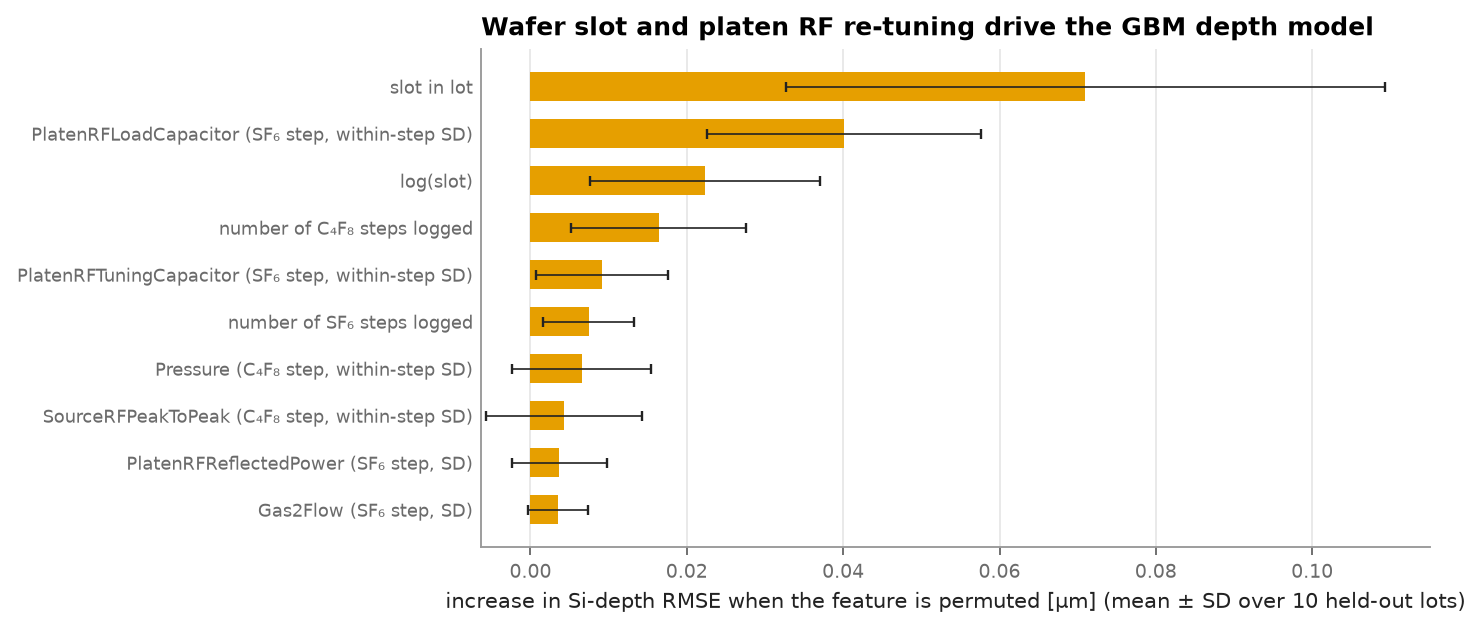 Wafer slot and platen RF re-tuning drive the GBM depth model
slot in lot
PlatenRFLoadCapacitor (SF₆ step, within-step SD)
log(slot)
number of C₄F₈ steps logged
PlatenRFTuningCapacitor (SF₆ step, within-step SD)
number of SF₆ steps logged
Pressure (C₄F₈ step, within-step SD)
SourceRFPeakToPeak (C₄F₈ step, within-step SD)
PlatenRFReflectedPower (SF₆ step, SD)
Gas2Flow (SF₆ step, SD)
0.00 0.02 0.04 0.06 0.08 0.10
increase in Si-depth RMSE when the feature is permuted [µm] (mean ± SD over 10 held-out lots)